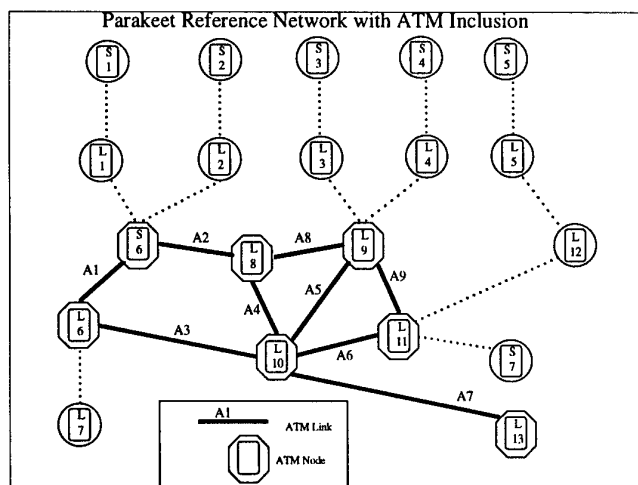 Parakeet Reference Network with ATM Inclusion
S 1
S 2
S 3
S 4
S 5
L 1
L 2
L 3
L 4
L 5
S 6
A2
L 8
A8
L 9
L 12
A1
A9
A5
A4
L 6
A3
L 10
A6
L 11
S 7
A7
L 7
L 13
A1
ATM Link
ATM Node